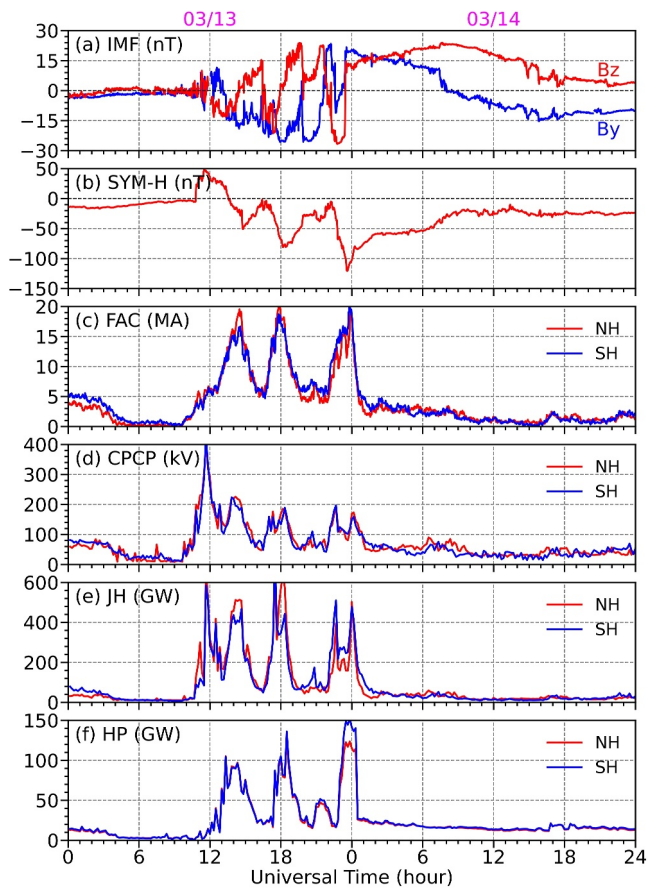 03/13 03/14
30
(a) IMF (nT)
15
0
−15
−30
Bz
By
50
(b) SYM-H (nT)
0
−50
−100
−150
20
(c) FAC (MA)
15
10
5
0
NH
SH
400
(d) CPCP (kV)
300
200
100
0
NH
SH
600
(e) JH (GW)
400
200
0
NH
SH
150
(f) HP (GW)
100
50
0
NH
SH
0 6 12 18 0 6 12 18 24
Universal Time (hour)